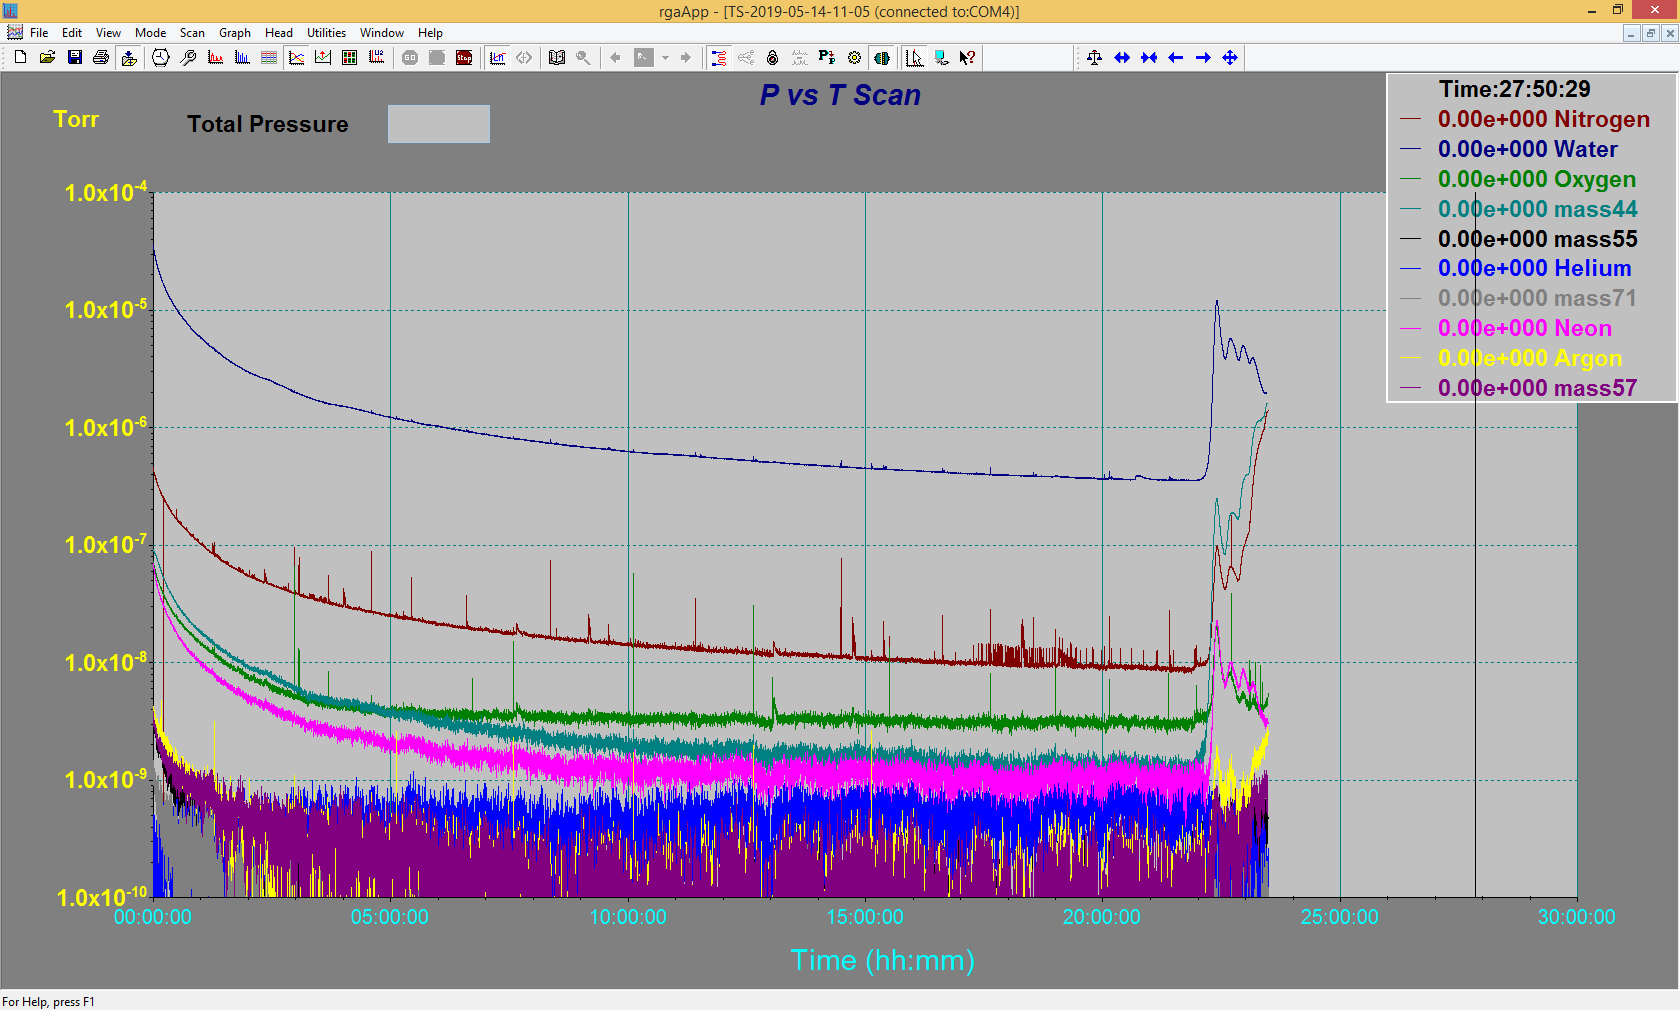 rgaApp - [TS-2019-05-14-11-05 (connected to:COM4)]
File Edit View Mode Scan Graph Head Utilities Window Help
GO Stop
P vs T Scan
Torr
Total Pressure
Time:27:50:29
0.00e+000 Nitrogen
0.00e+000 Water
0.00e+000 Oxygen
0.00e+000 mass44
0.00e+000 mass55
0.00e+000 Helium
0.00e+000 mass71
0.00e+000 Neon
0.00e+000 Argon
0.00e+000 mass57
1.0x10-4
1.0x10-5
1.0x10-6
1.0x10-7
1.0x10-8
1.0x10-9
1.0x10-10
00:00:00 05:00:00 10:00:00 15:00:00 20:00:00 25:00:00 30:00:00
Time (hh:mm)
For Help, press F1